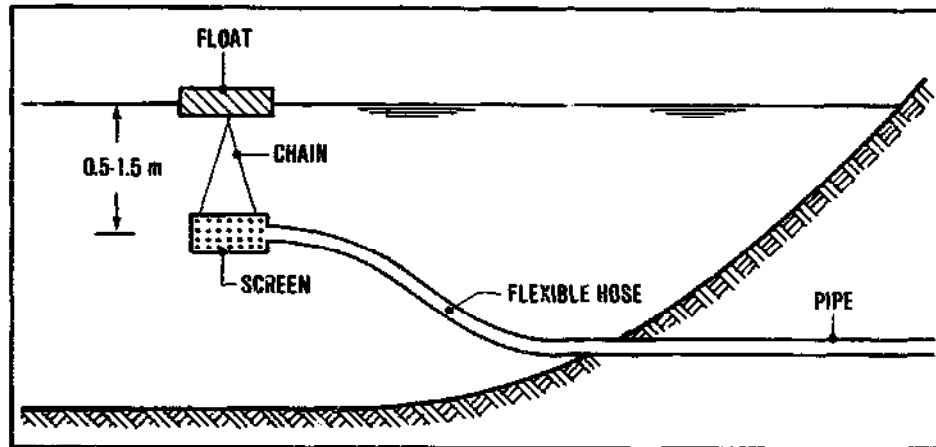 FLOAT
CHAIN
0.5-1.5 m
SCREEN
FLEXIBLE HOSE
PIPE